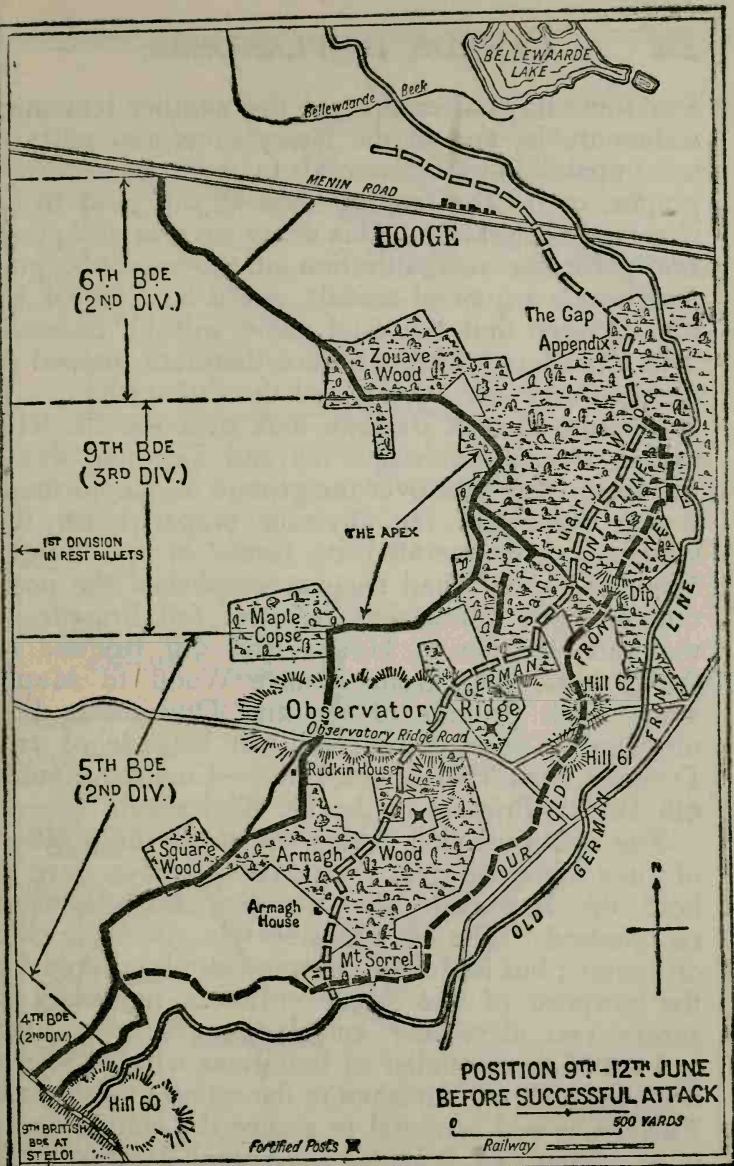 BELLEWAARDE
LAKE
Bellewaarde Beek
MENIN ROAD
HOOGE
6TH BDE
(2ND DIV.)
The Gap
Appendix
Zouave
Wood
9TH BDE
(3RD DIV.)
Sanctuary Wood
FRONT LINE
FRONT LINE
1ST DIVISION
IN REST BILLETS
THE APEX
Dip
LINE
Maple
Copse
GERMAN
Hill 62
FRONT
Observatory
Ridge
Observatory Ridge Road
Hill 61
Rudkin House
NEW
OLD
5TH BDE
(2ND DIV.)
Square
Wood
Armagh
Wood
OUR
GERMAN
OLD
Armagh
House
N
Mt. Sorrel
4TH BDE
(2ND DIV.)
Hill 60
POSITION 9TH-12TH JUNE
BEFORE SUCCESSFUL ATTACK
0 500 YARDS
9TH BRITISH
BDE AT
ST ELOI
Fortified Posts
Railway